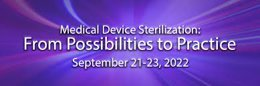 Medical Device Sterilization:
From Possibilities to Practice
September 21-23, 2022